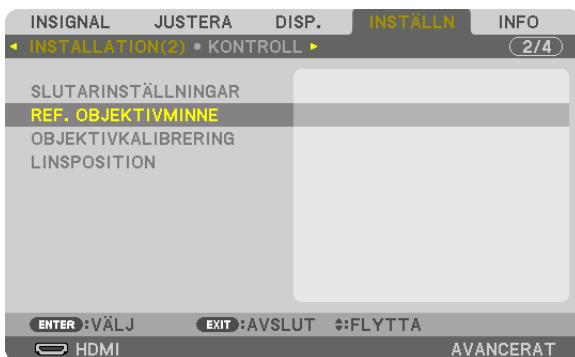 INSIGNAL JUSTERA DISP. INSTÄLLN INFO
INSTALLATION(2) • KONTROLL 2/4
SLUTARINSTÄLLNINGAR
REF. OBJEKTIVMINNE
OBJEKTIVKALIBRERING
LINSPOSITION
ENTER :VÄLJ EXIT :AVSLUT :FLYTTA
HDMI AVANCERAT